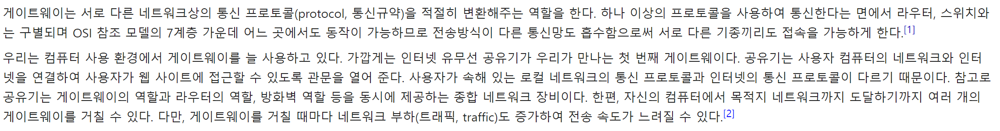 게이트웨이는 서로 다른 네트워크상의 통신 프로토콜(protocol, 통신규약)을 적절히 변환해주는 역할을 한다. 하나 이상의 프로토콜을 사용하여 통신한다는 면에서 라우터, 스위치와
는 구별되며 OSI 참조 모델의 7계층 가운데 어느 곳에서도 동작이 가능하므로 전송방식이 다른 통신망도 흡수함으로써 서로 다른 기종끼리도 접속을 가능하게 한다.[1]
우리는 컴퓨터 사용 환경에서 게이트웨이를 늘 사용하고 있다. 가깝게는 인터넷 유무선 공유기가 우리가 만나는 첫 번째 게이트웨이다. 공유기는 사용자 컴퓨터의 네트워크와 인터
넷을 연결하여 사용자가 웹 사이트에 접근할 수 있도록 관문을 열어 준다. 사용자가 속해 있는 로컬 네트워크의 통신 프로토콜과 인터넷의 통신 프로토콜이 다르기 때문이다. 참고로
공유기는 게이트웨이의 역할과 라우터의 역할, 방화벽 역할 등을 동시에 제공하는 종합 네트워크 장비이다. 한편, 자신의 컴퓨터에서 목적지 네트워크까지 도달하기까지 여러 개의
게이트웨이를 거칠 수 있다. 다만, 게이트웨이를 거칠 때마다 네트워크 부하(트래픽, traffic)도 증가하여 전송 속도가 느려질 수 있다.[2]